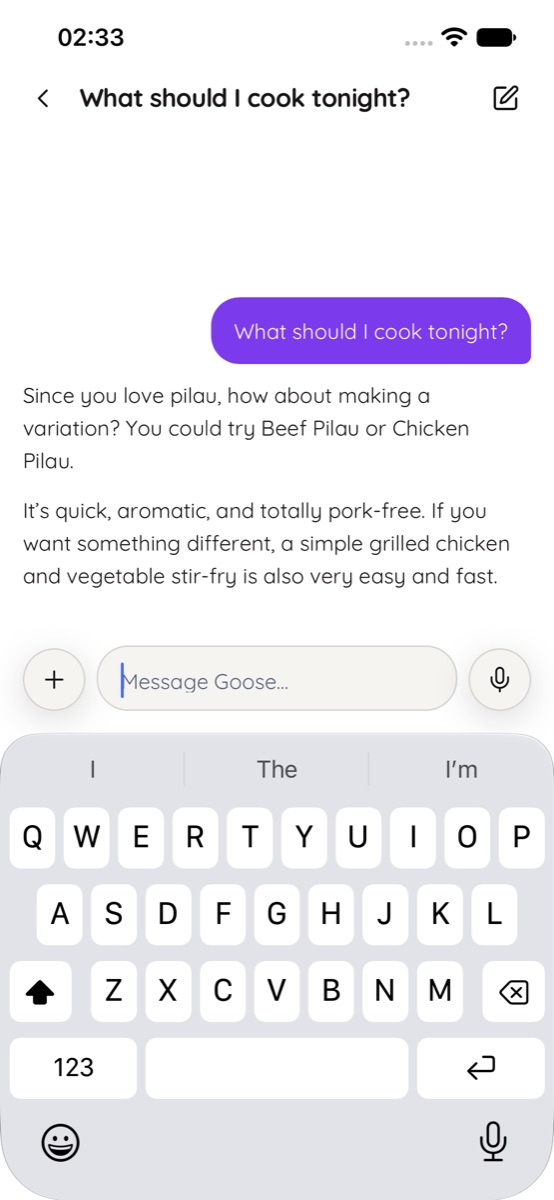 02:33
What should I cook tonight?
What should I cook tonight?
Since you love pilau, how about making a
variation? You could try Beef Pilau or Chicken
Pilau.
It's quick, aromatic, and totally pork-free. If you
want something different, a simple grilled chicken
and vegetable stir-fry is also very easy and fast.
Message Goose...
I The I'm
Q W E R T Y U I O P
A S D F G H J K L
Z X C V B N M
123